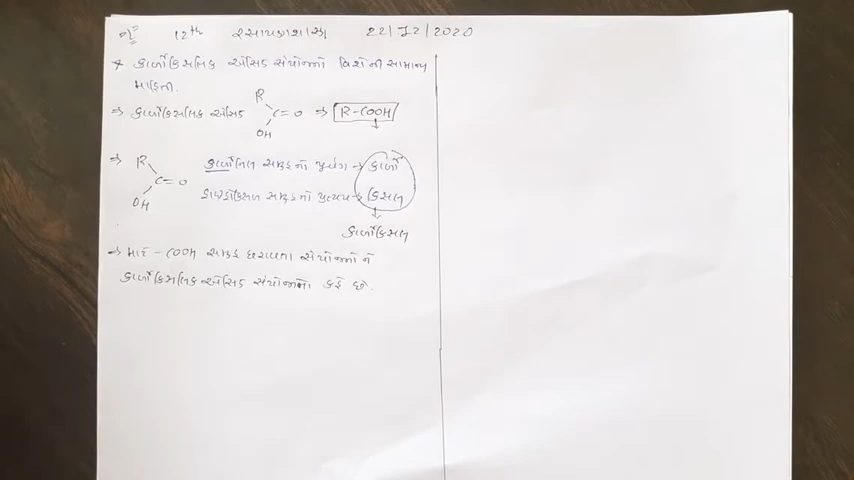 12th રસાયણશાસ્ત્ર 22/12/2020
* કાર્બોક્સિલિક એસિડ સંયોજનો વિશેની સામાન્ય
માહિતી.
⇒ કાર્બોક્સિલિક એસિડ R C=O OH ⇒ R-COOH
⇒ R C=O OH કાર્બોનિલ સમૂહનો પૂર્વગ → કાર્બો
હાઇડ્રોક્સિલ સમૂહનો પ્રત્યય → ક્સિલ
કાર્બોક્સિલ
⇒ માટે -COOH સમૂહ ધરાવતા સંયોજનોને
કાર્બોક્સિલિક એસિડ સંયોજનો કહે છે.